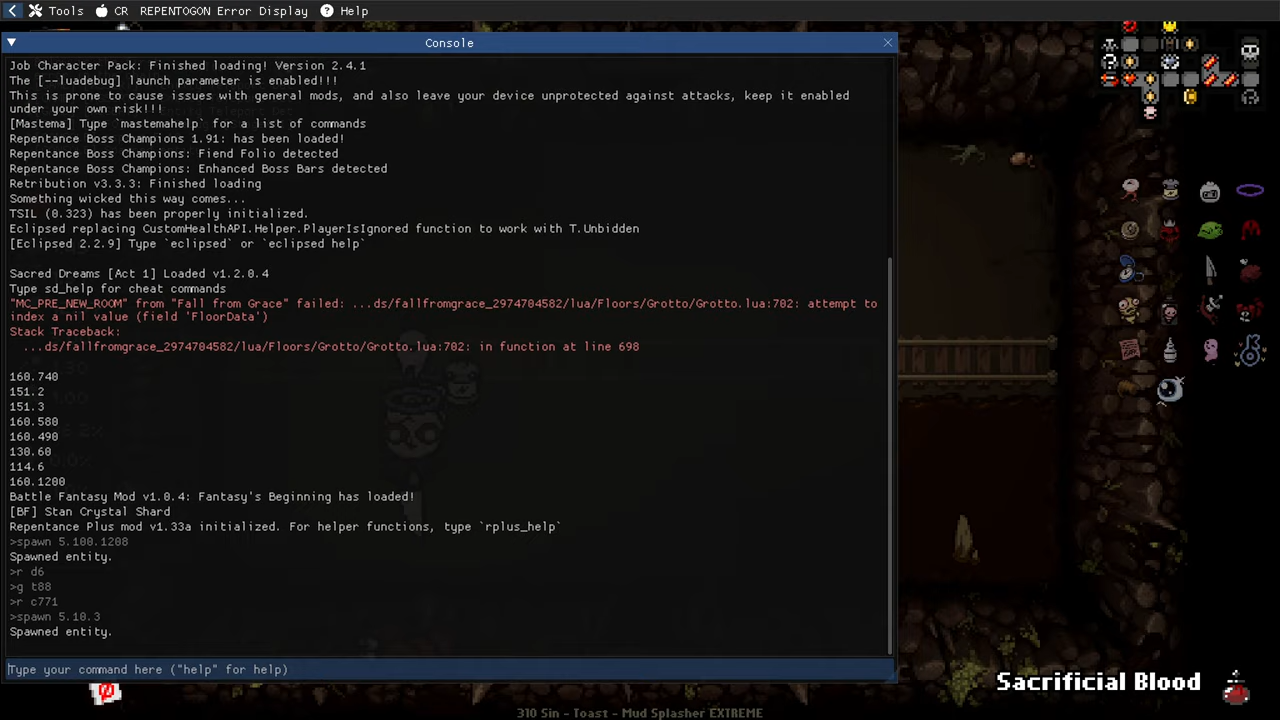 Tools CR REPENTOGON Error Display Help
Console
Job Character Pack: Finished loading! Version 2.4.1
The [--luadebug] launch parameter is enabled!!!
This is prone to cause issues with general mods, and also leave your device unprotected against attacks, keep it enabled
under your own risk!!!
[Mastema] Type `mastemahelp` for a list of commands
Repentance Boss Champions 1.91: has been loaded!
Repentance Boss Champions: Fiend Folio detected
Repentance Boss Champions: Enhanced Boss Bars detected
Retribution v3.3.3: Finished loading
Something wicked this way comes...
TSIL (0.323) has been properly initialized.
Eclipsed replacing CustomHealthAPI.Helper.PlayerIsIgnored function to work with T.Unbidden
[Eclipsed 2.2.9] Type `eclipsed` or `eclipsed help`
Sacred Dreams [Act 1] Loaded v1.2.0.4
Type sd_help for cheat commands
"MC_PRE_NEW_ROOM" from "Fall from Grace" failed: ...ds/fallfromgrace_2974704582/lua/Floors/Grotto/Grotto.lua:702: attempt to
index a nil value (field 'FloorData')
Stack Traceback:
...ds/fallfromgrace_2974704582/lua/Floors/Grotto/Grotto.lua:702: in function at line 698
160.740
151.2
151.3
160.580
160.490
130.60
114.6
160.1200
Battle Fantasy Mod v1.0.4: Fantasy's Beginning has loaded!
[BF] Stan Crystal Shard
Repentance Plus mod v1.33a initialized. For helper functions, type `rplus_help`
>spawn 5.100.1208
Spawned entity.
>r d6
>g t88
>r c771
>spawn 5.10.3
Spawned entity.
Type your command here ("help" for help)
Sacrificial Blood
310 Sin - Toast - Mud Splasher EXTREME